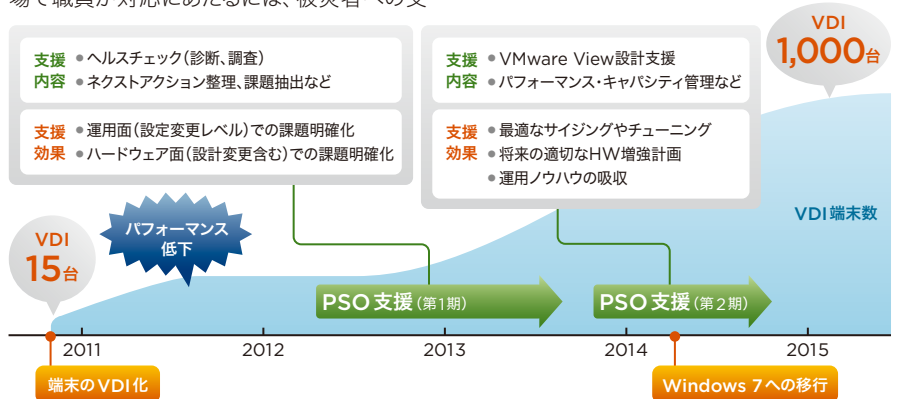 場で職員が対応にあたるには、被災者への支
支援内容
●ヘルスチェック（診断、調査）
●ネクストアクション整理、課題抽出など
支援効果
●運用面（設定変更レベル）での課題明確化
●ハードウェア面（設計変更含む）での課題明確化
支援内容
●VMware View設計支援
●パフォーマンス・キャパシティ管理など
支援効果
●最適なサイジングやチューニング
●将来の適切なHW増強計画
●運用ノウハウの吸収
VDI
1,000台
VDI端末数
パフォーマンス
低下
VDI
15台
PSO支援（第1期）
PSO支援（第2期）
2011
2012
2013
2014
2015
端末のVDI化
Windows 7への移行